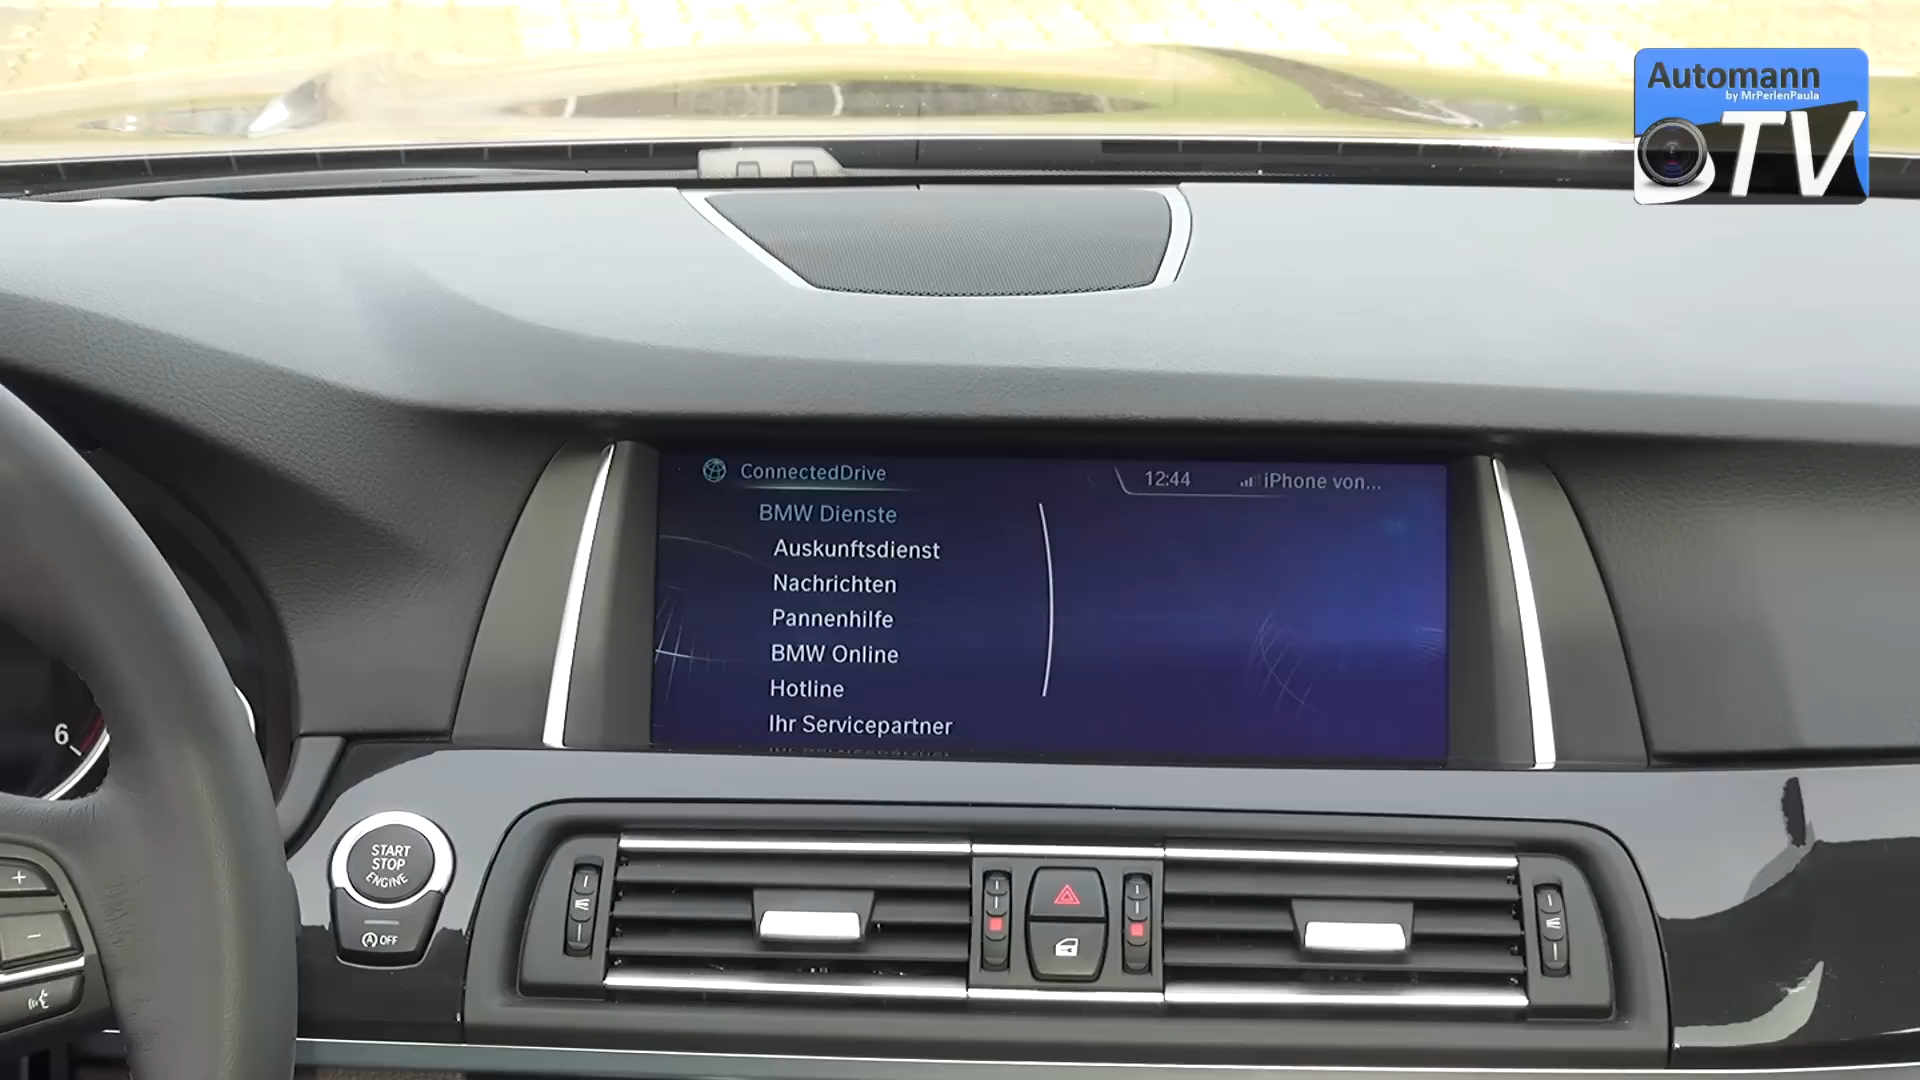 Automann
by MrPerlenPaula
TV
ConnectedDrive
12:44
iPhone von...
BMW Dienste
Auskunftsdienst
Nachrichten
Pannenhilfe
BMW Online
Hotline
Ihr Servicepartner
6
START
STOP
ENGINE
A OFF
+
-